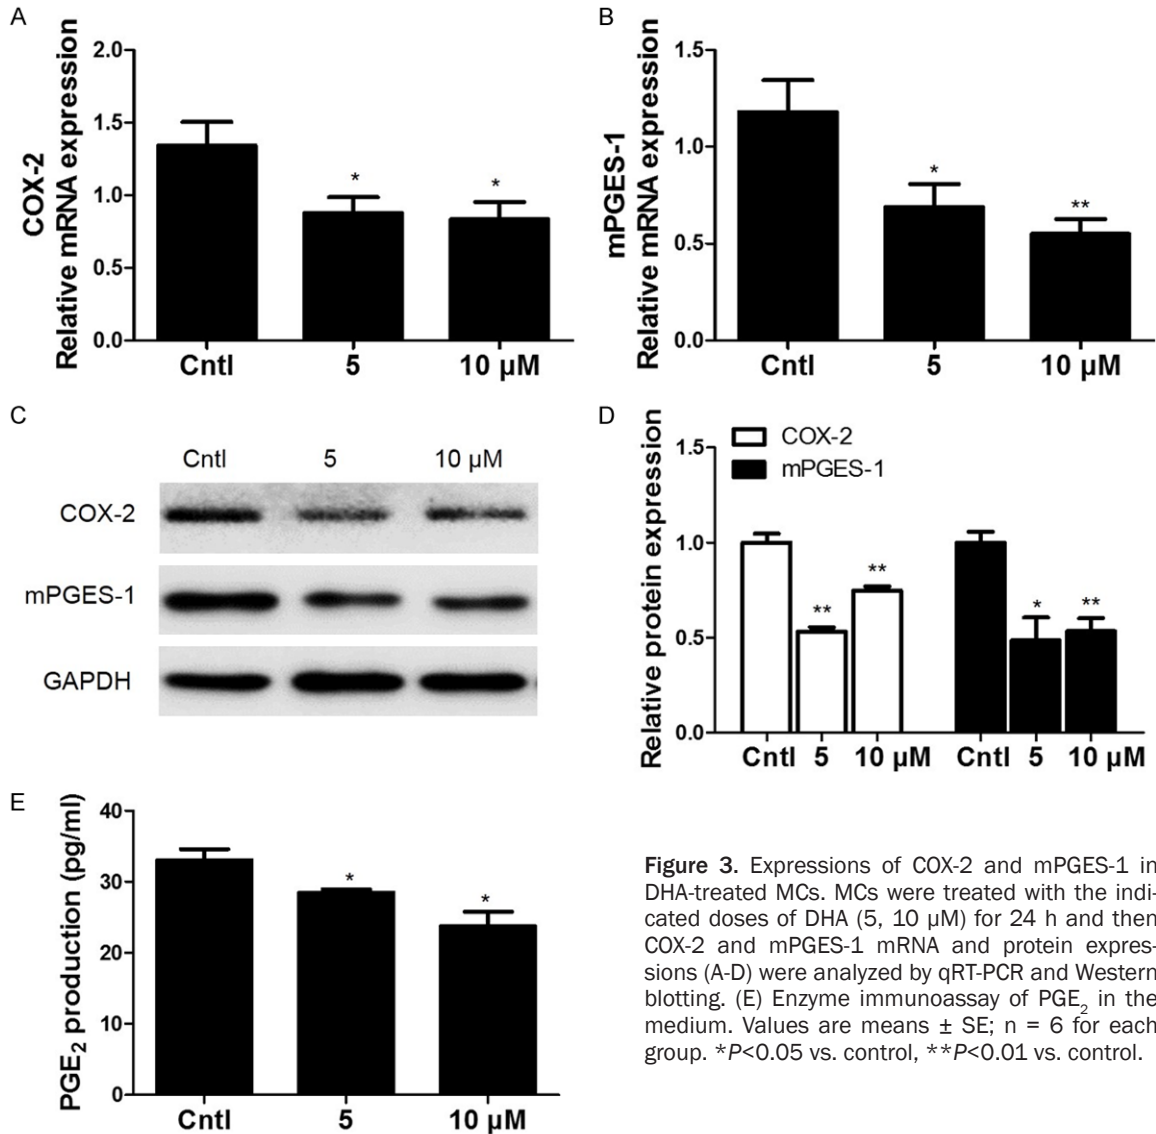 A
COX-2
Relative mRNA expression
2.0
1.5
1.0
0.5
0.0
*
*
Cntl 5 10 µM
B
mPGES-1
Relative mRNA expression
1.5
1.0
0.5
0.0
*
**
Cntl 5 10 µM
C
Cntl 5 10 µM
COX-2
mPGES-1
GAPDH
D
Relative protein expression
COX-2
mPGES-1
1.5
1.0
0.5
0.0
**
**
*
**
Cntl 5 10 µM Cntl 5 10 µM
E
PGE2 production (pg/ml)
40
30
20
10
0
*
*
Cntl 5 10 µM
Figure 3. Expressions of COX-2 and mPGES-1 in
DHA-treated MCs. MCs were treated with the indi-
cated doses of DHA (5, 10 µM) for 24 h and then
COX-2 and mPGES-1 mRNA and protein expres-
sions (A-D) were analyzed by qRT-PCR and Western
blotting. (E) Enzyme immunoassay of PGE2 in the
medium. Values are means ± SE; n = 6 for each
group. *P<0.05 vs. control, **P<0.01 vs. control.